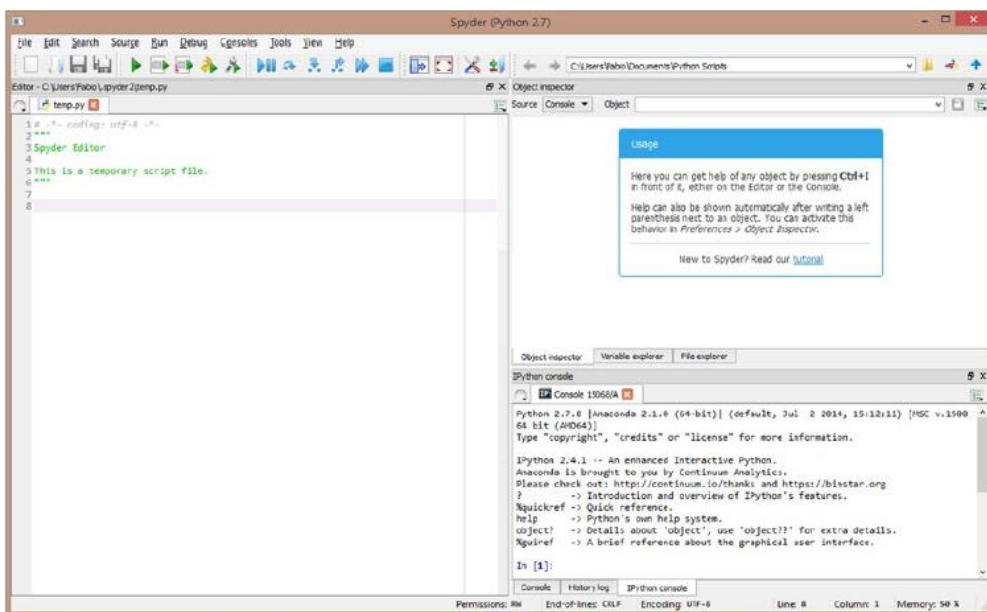 Spyder (Python 2.7)
File Edit Search Source Run Debug Consoles Tools View Help
C:\Users\Fabio\Documents\Python Scripts
Editor - C:\Users\Fabio\.spyder2\temp.py
temp.py
1 # -*- coding: utf-8 -*-
2 """
3 Spyder Editor
4
5 This is a temporary script file.
6 """
7
8
Object inspector
Source Console Object
Usage
Here you can get help of any object by pressing Ctrl+I
in front of it, either on the Editor or the Console.
Help can also be shown automatically after writing a left
parenthesis next to an object. You can activate this
behavior in Preferences > Object Inspector.
New to Spyder? Read our tutorial
Object inspector Variable explorer File explorer
IPython console
Console 15068/A
Python 2.7.8 |Anaconda 2.1.0 (64-bit)| (default, Jul 2 2014, 15:12:11) [MSC v.1500
64 bit (AMD64)]
Type "copyright", "credits" or "license" for more information.
IPython 2.4.1 -- An enhanced Interactive Python.
Anaconda is brought to you by Continuum Analytics.
Please check out: http://continuum.io/thanks and https://binstar.org
? -> Introduction and overview of IPython's features.
%quickref -> Quick reference.
help -> Python's own help system.
object? -> Details about 'object', use 'object??' for extra details.
%guiref -> A brief reference about the graphical user interface.
In [1]:
Console History log IPython console
Permissions: RW End-of-lines: CRLF Encoding: UTF-8 Line: 8 Column: 1 Memory: 50 %